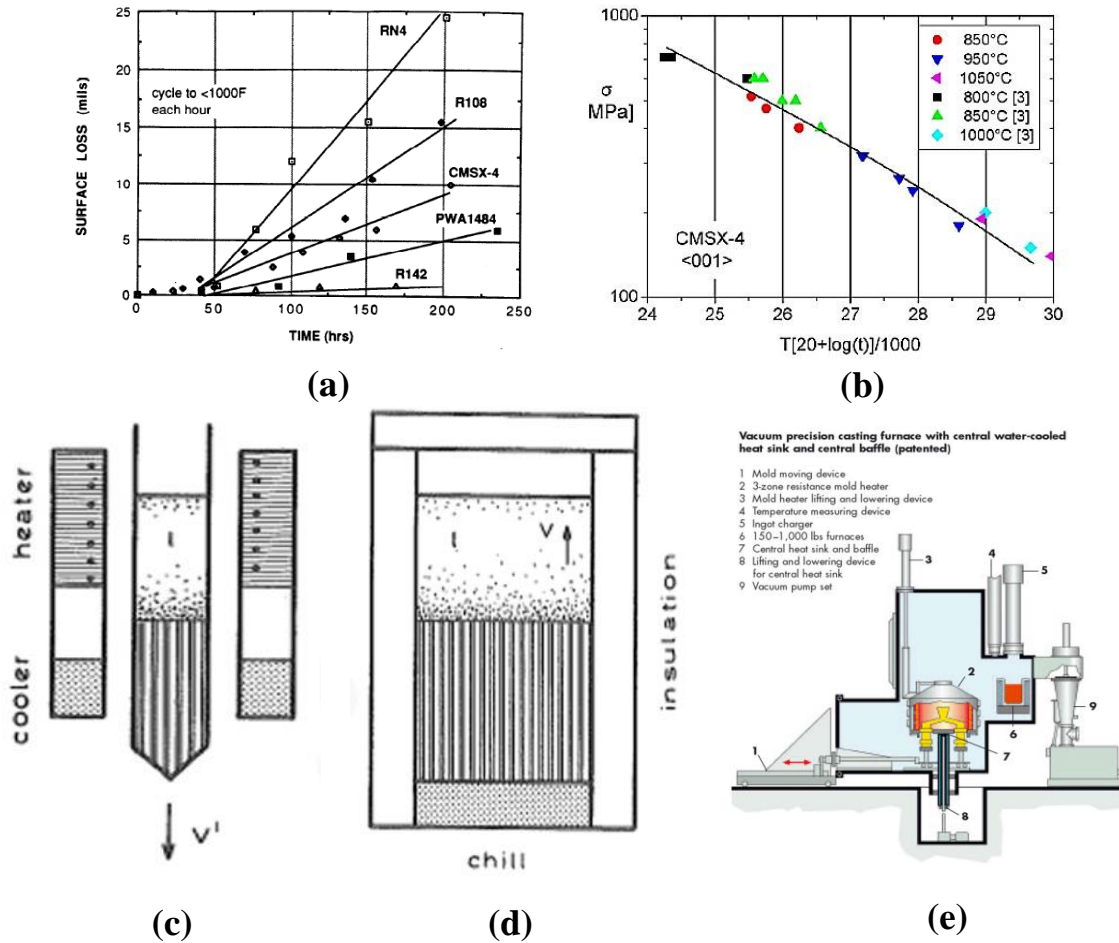 25
20
15
10
5
0
0
50
100
150
200
250
SURFACE LOSS (mils)
TIME (hrs)
cycle to <1000F
each hour
RN4
R108
CMSX-4
PWA1484
R142
(a)
1000
σ
MPa]
100
24
25
26
27
28
29
30
T[20+log(t)]/1000
850°C
950°C
1050°C
800°C [3]
850°C [3]
1000°C [3]
CMSX-4
<001>
(b)
heater
cooler
l
V'
(c)
l
V
insulation
chill
(d)
Vacuum precision casting furnace with central water-cooled
heat sink and central baffle (patented)
1 Mold moving device
2 3-zone resistance mold heater
3 Mold heater lifting and lowering device
4 Temperature measuring device
5 Ingot charger
6 150–1,000 lbs furnaces
7 Central heat sink and baffle
8 Lifting and lowering device
for central heat sink
9 Vacuum pump set
1
2
3
4
5
6
7
8
9
(e)